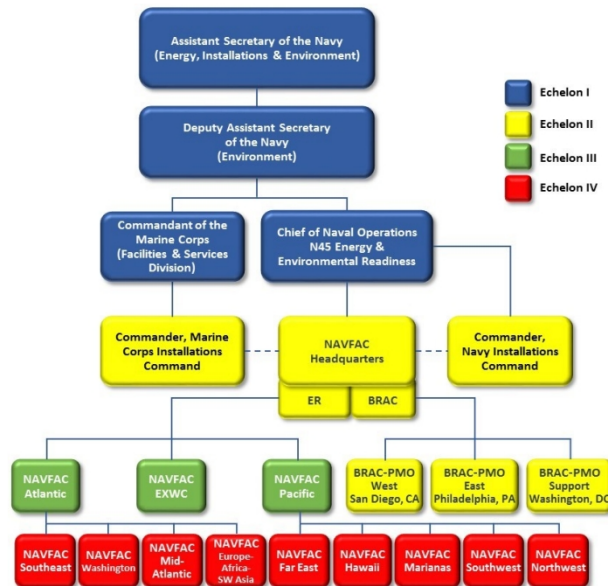 Assistant Secretary of the Navy
(Energy, Installations & Environment)
Echelon I
Echelon II
Echelon III
Echelon IV
Deputy Assistant Secretary
of the Navy
(Environment)
Commandant of the
Marine Corps
(Facilities & Services
Division)
Chief of Naval Operations
N45 Energy &
Environmental Readiness
Commander, Marine
Corps Installations
Command
NAVFAC
Headquarters
Commander,
Navy Installations
Command
ER
BRAC
NAVFAC
Atlantic
NAVFAC
EXWC
NAVFAC
Pacific
BRAC-PMO
West
San Diego, CA
BRAC-PMO
East
Philadelphia, PA
BRAC-PMO
Support
Washington, DC
NAVFAC
Southeast
NAVFAC
Washington
NAVFAC
Mid-
Atlantic
NAVFAC
Europe-
Africa-
SW Asia
NAVFAC
Far East
NAVFAC
Hawaii
NAVFAC
Marianas
NAVFAC
Southwest
NAVFAC
Northwest